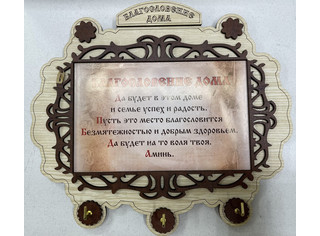 БЛАГОСЛОВЕНИЕ
ДОМА
БЛАГОСЛОВЕНИЕ ДОМА
Да будет в этом доме
и семье успех и радость.
Пусть это место благословится
Безмятежностью и добрым здоровьем.
Да будет на то воля твоя.
Аминь.